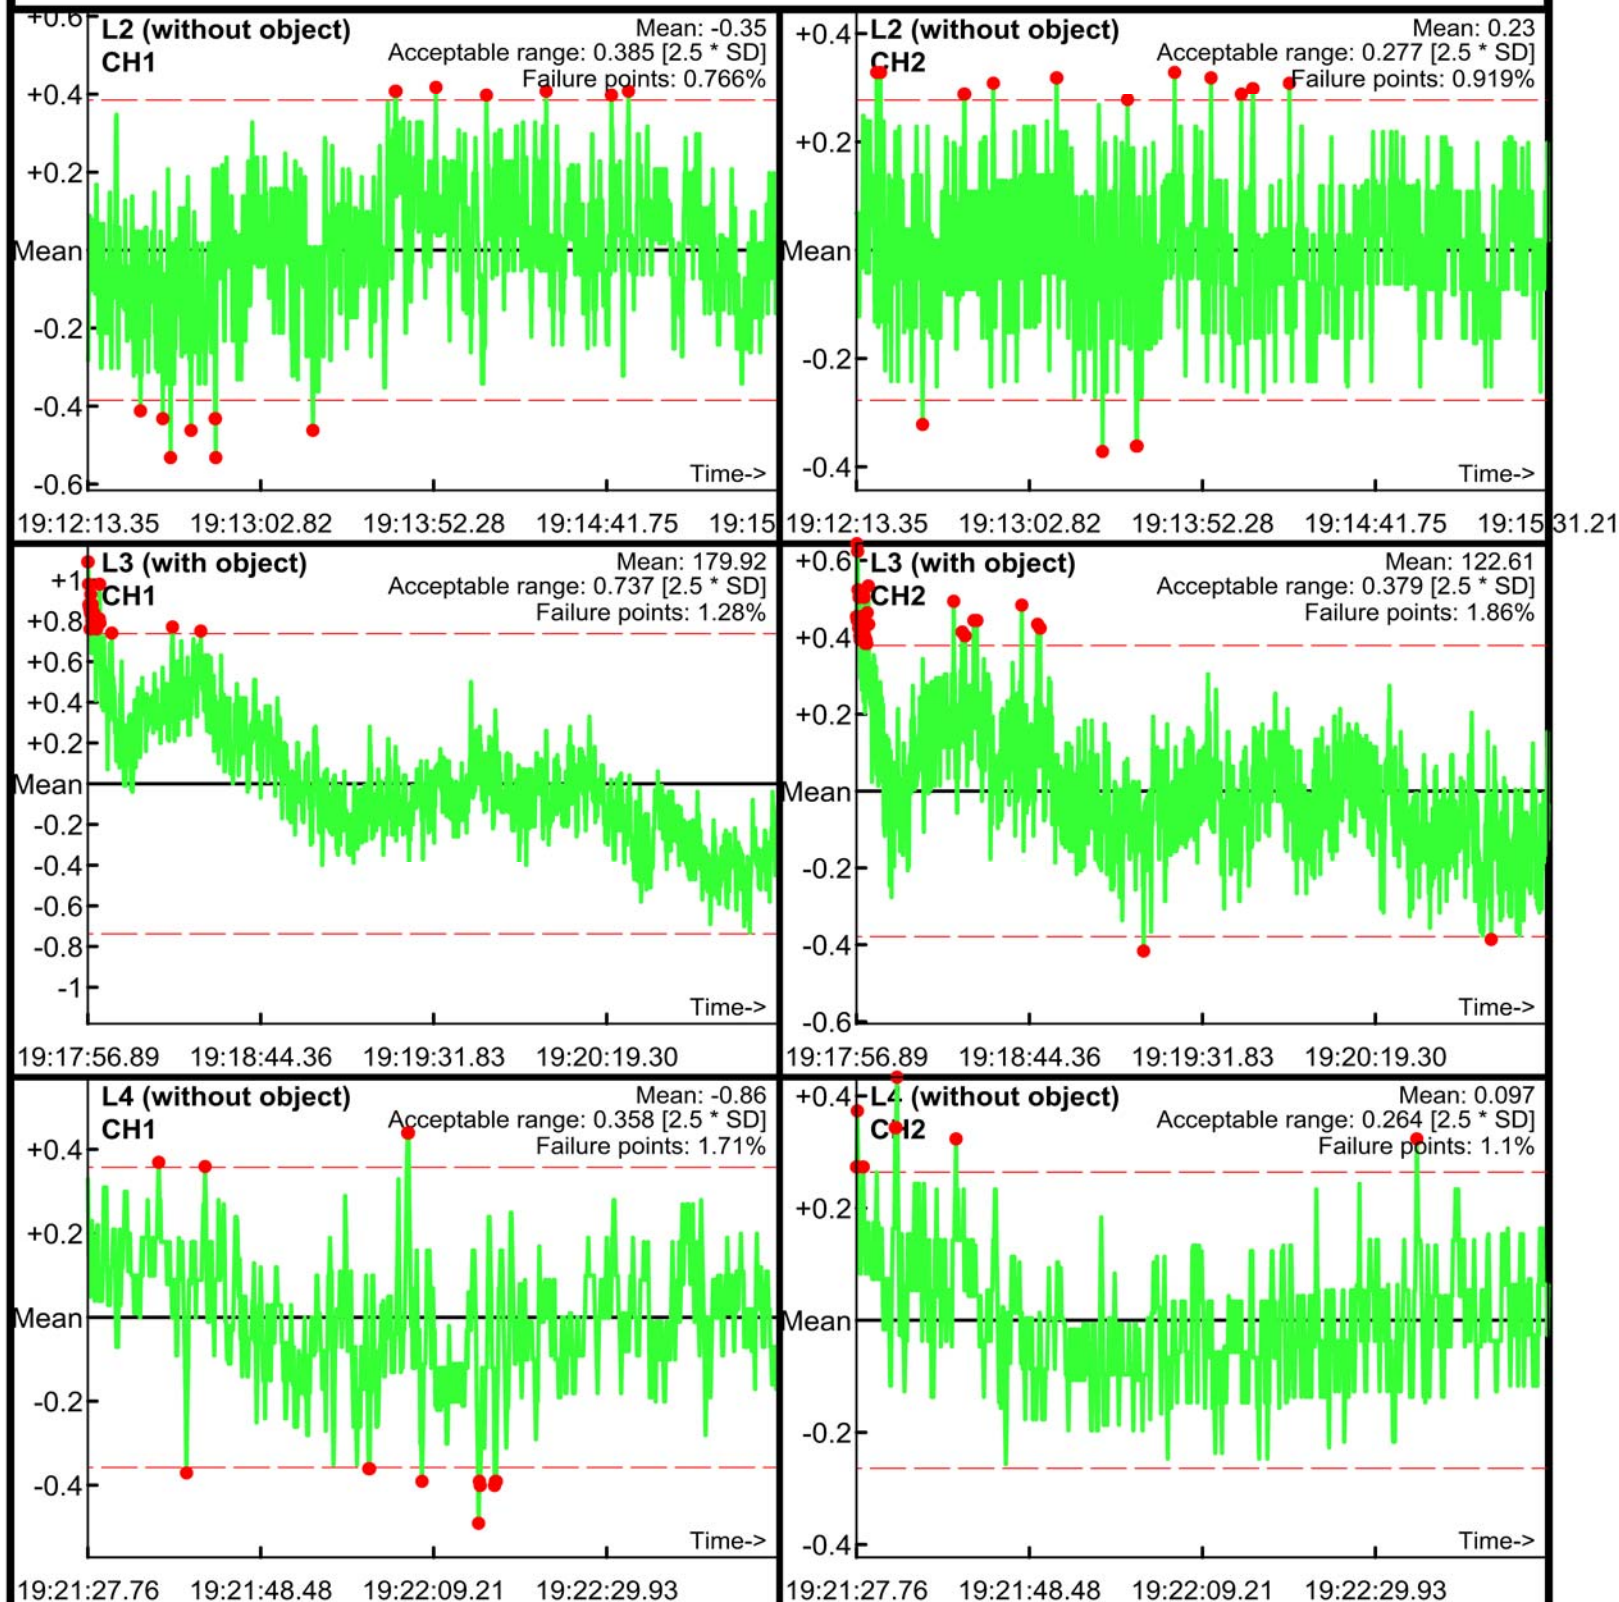 +0.6
L2 (without object)
CH1
Mean: -0.35
Acceptable range: 0.385 [2.5 * SD]
Failure points: 0.766%
+0.4
+0.2
Mean
-0.2
-0.4
-0.6
Time->
19:12:13.35 19:13:02.82 19:13:52.28 19:14:41.75 19:15
+0.4
L2 (without object)
CH2
Mean: 0.23
Acceptable range: 0.277 [2.5 * SD]
Failure points: 0.919%
+0.2
Mean
-0.2
-0.4
Time->
19:12:13.35 19:13:02.82 19:13:52.28 19:14:41.75 19:15:31.21
L3 (with object)
CH1
Mean: 179.92
Acceptable range: 0.737 [2.5 * SD]
Failure points: 1.28%
+1
+0.8
+0.6
+0.4
+0.2
Mean
-0.2
-0.4
-0.6
-0.8
-1
Time->
19:17:56.89 19:18:44.36 19:19:31.83 19:20:19.30
+0.6
L3 (with object)
CH2
Mean: 122.61
Acceptable range: 0.379 [2.5 * SD]
Failure points: 1.86%
+0.4
+0.2
Mean
-0.2
-0.4
-0.6
Time->
19:17:56.89 19:18:44.36 19:19:31.83 19:20:19.30
L4 (without object)
CH1
Mean: -0.86
Acceptable range: 0.358 [2.5 * SD]
Failure points: 1.71%
+0.4
+0.2
Mean
-0.2
-0.4
Time->
19:21:27.76 19:21:48.48 19:22:09.21 19:22:29.93
+0.4
L4 (without object)
CH2
Mean: 0.097
Acceptable range: 0.264 [2.5 * SD]
Failure points: 1.1%
+0.2
Mean
-0.2
-0.4
Time->
19:21:27.76 19:21:48.48 19:22:09.21 19:22:29.93